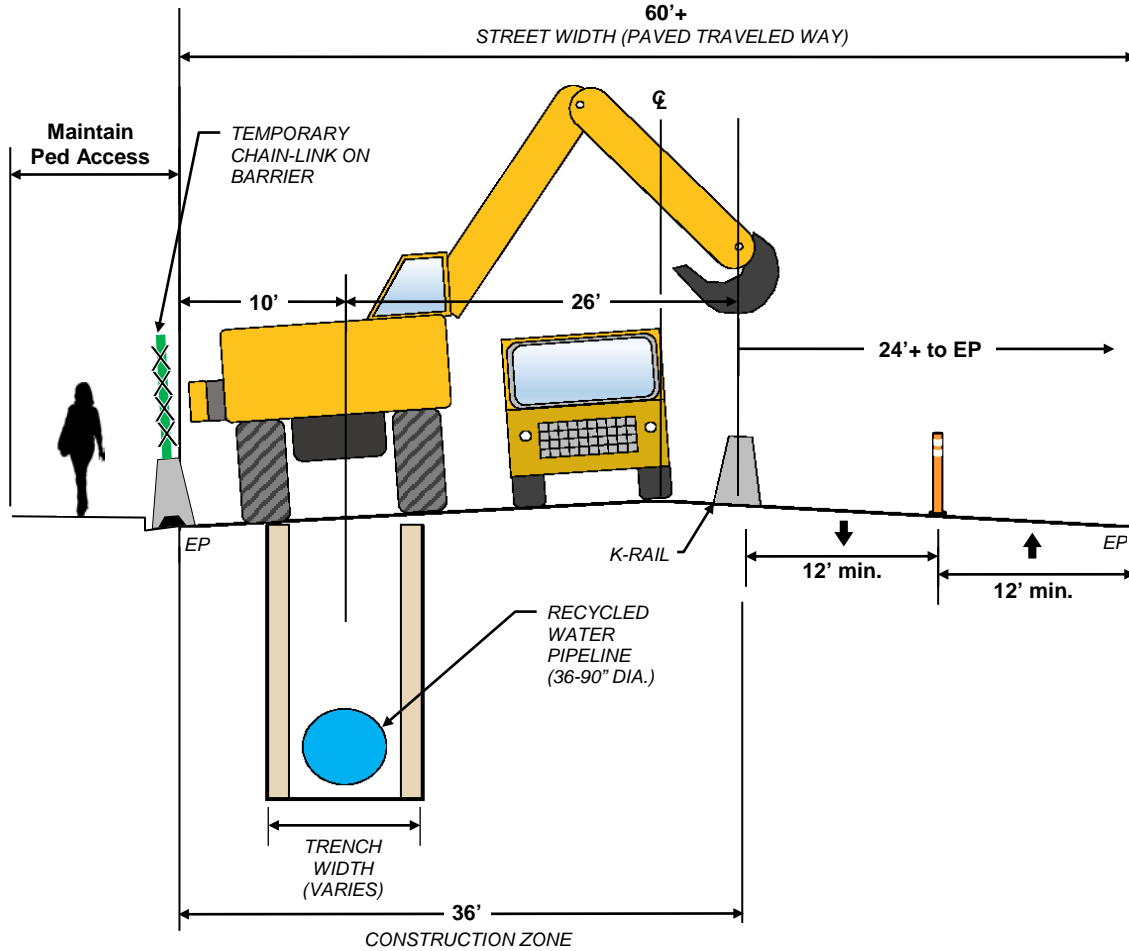 60’+
STREET WIDTH (PAVED TRAVELED WAY)
℄
Maintain
Ped Access
TEMPORARY
CHAIN-LINK ON
BARRIER
10’
26’
24’+ to EP
EP
K-RAIL
EP
12’ min.
12’ min.
RECYCLED
WATER
PIPELINE
(36-90” DIA.)
TRENCH
WIDTH
(VARIES)
36’
CONSTRUCTION ZONE